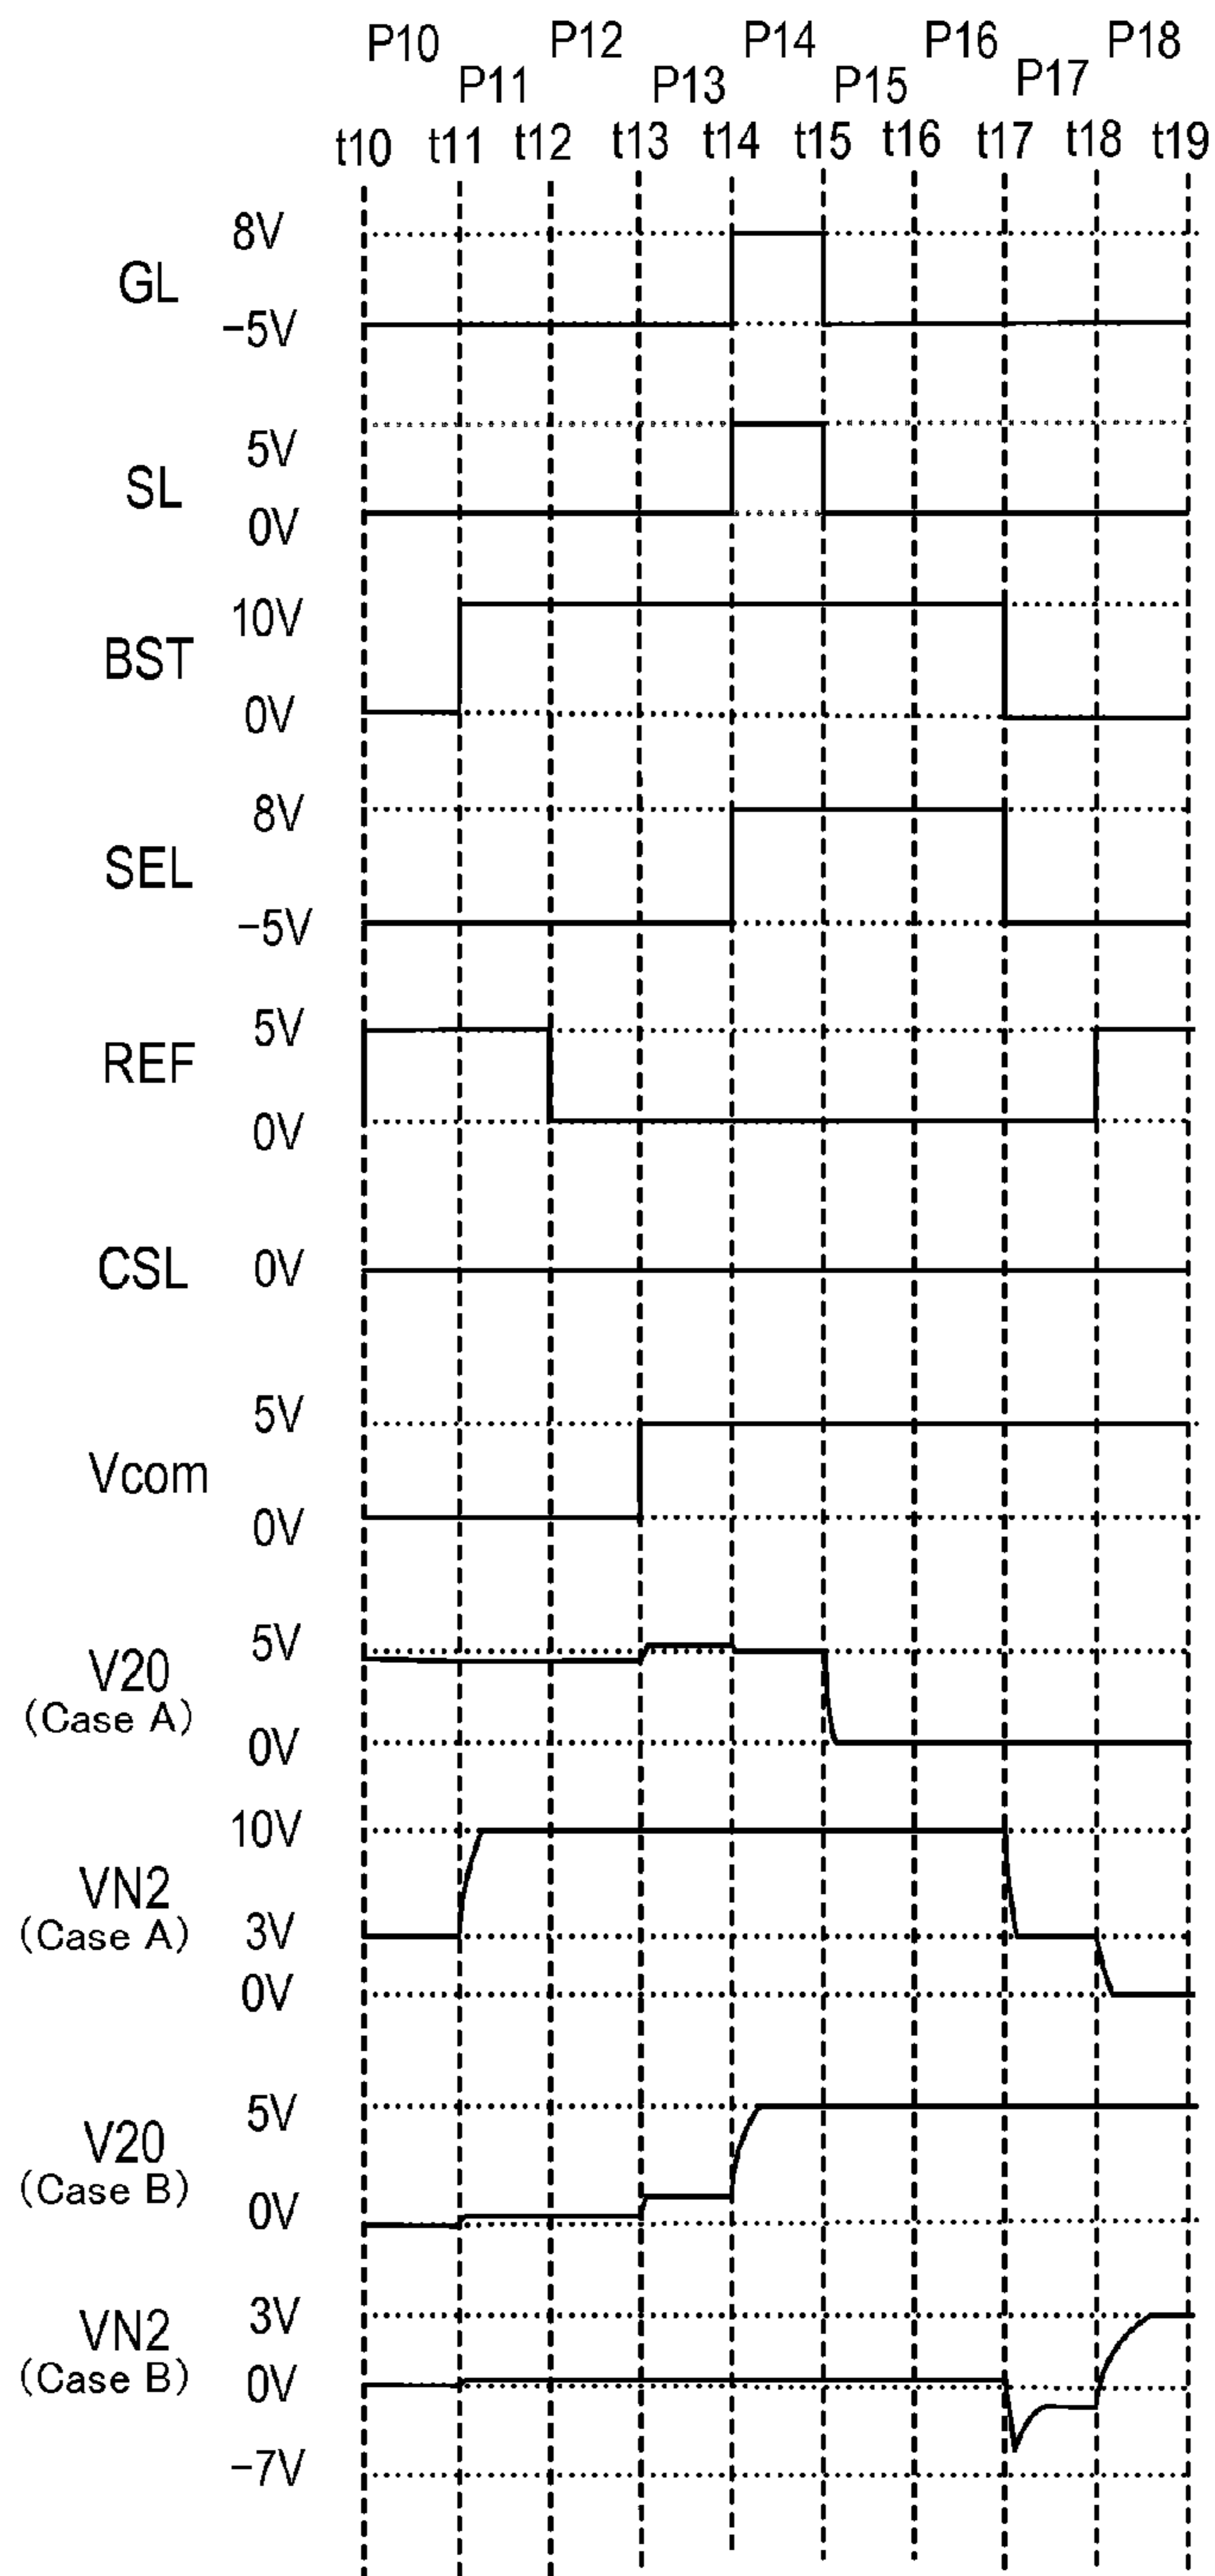 P10 P12 P14 P16 P18
P11 P13 P15 P17
t10 t11 t12 t13 t14 t15 t16 t17 t18 t19
8V
GL
−5V
5V
SL
0V
10V
BST
0V
8V
SEL
−5V
5V
REF
0V
CSL 0V
5V
Vcom
0V
5V
V20
(Case A)
0V
10V
VN2
(Case A) 3V
0V
5V
V20
(Case B)
0V
3V
VN2
(Case B) 0V
−7V